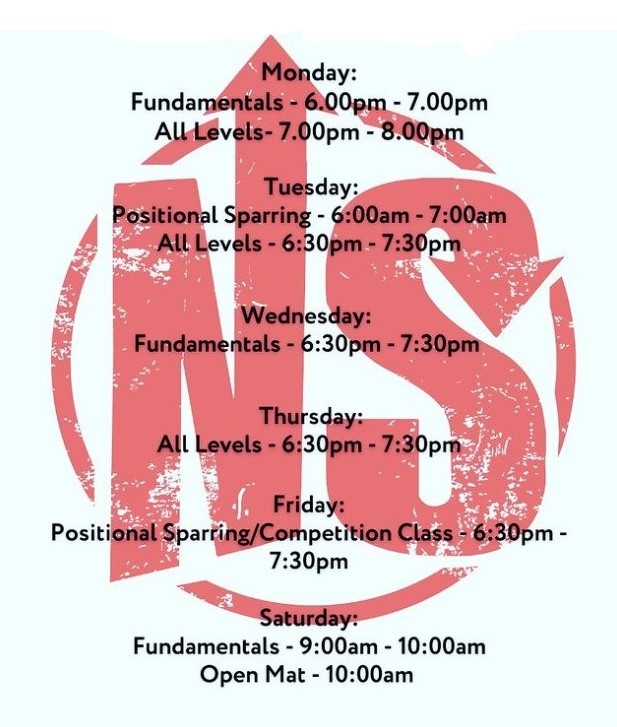 Monday:
Fundamentals - 6.00pm - 7.00pm
All Levels- 7.00pm - 8.00pm
Tuesday:
Positional Sparring - 6:00am - 7:00am
All Levels - 6:30pm - 7:30pm
Wednesday:
Fundamentals - 6:30pm - 7:30pm
Thursday:
All Levels - 6:30pm - 7:30pm
Friday:
Positional Sparring/Competition Class - 6:30pm -
7:30pm
Saturday:
Fundamentals - 9:00am - 10:00am
Open Mat - 10:00am
NS